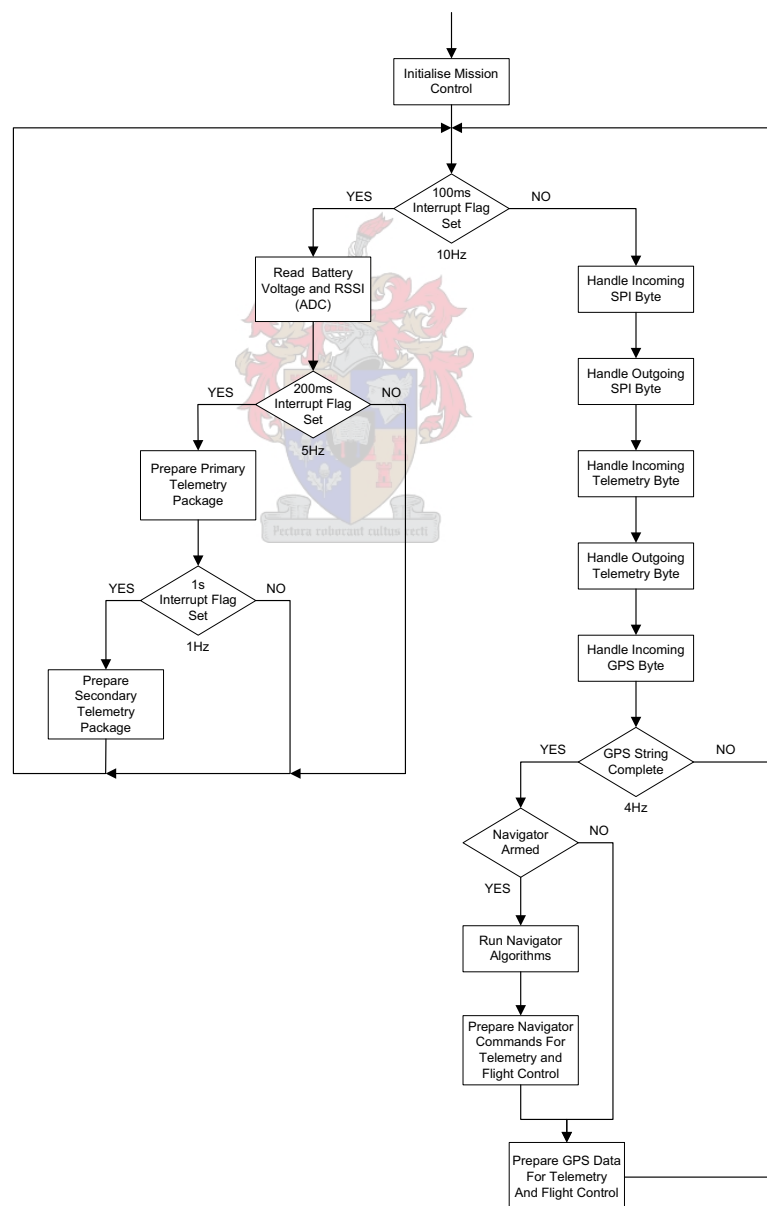 Initialise Mission
Control
YES
100ms
Interrupt Flag
Set
NO
10Hz
Read Battery
Voltage and RSSI
(ADC)
YES
200ms
Interrupt Flag
Set
NO
5Hz
Prepare Primary
Telemetry
Package
YES
1s
Interrupt Flag
Set
NO
1Hz
Prepare
Secondary
Telemetry
Package
Pectora roborant cultus recti
Handle Incoming
SPI Byte
Handle Outgoing
SPI Byte
Handle Incoming
Telemetry Byte
Handle Outgoing
Telemetry Byte
Handle Incoming
GPS Byte
YES
GPS String
Complete
NO
4Hz
Navigator
Armed
NO
YES
Run Navigator
Algorithms
Prepare Navigator
Commands For
Telemetry and
Flight Control
Prepare GPS Data
For Telemetry
And Flight Control